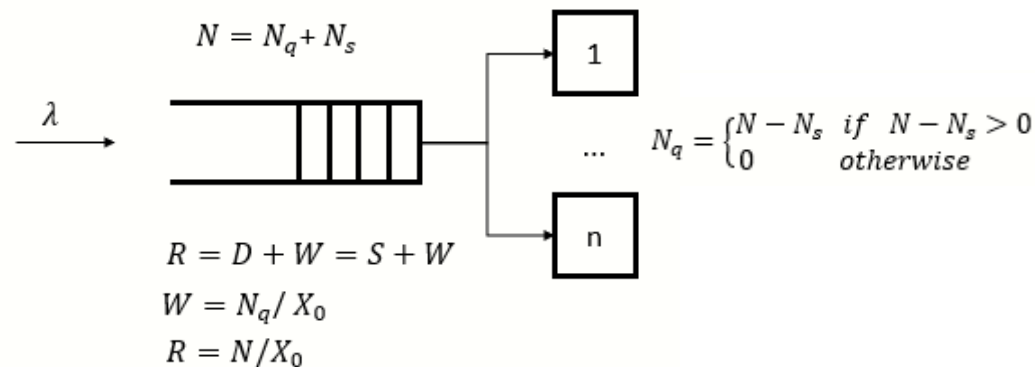 N = N_q + N_s
λ
1
...
n
N_q = { N − N_s if N − N_s > 0
0 otherwise
R = D + W = S + W
W = N_q / X_0
R = N/X_0